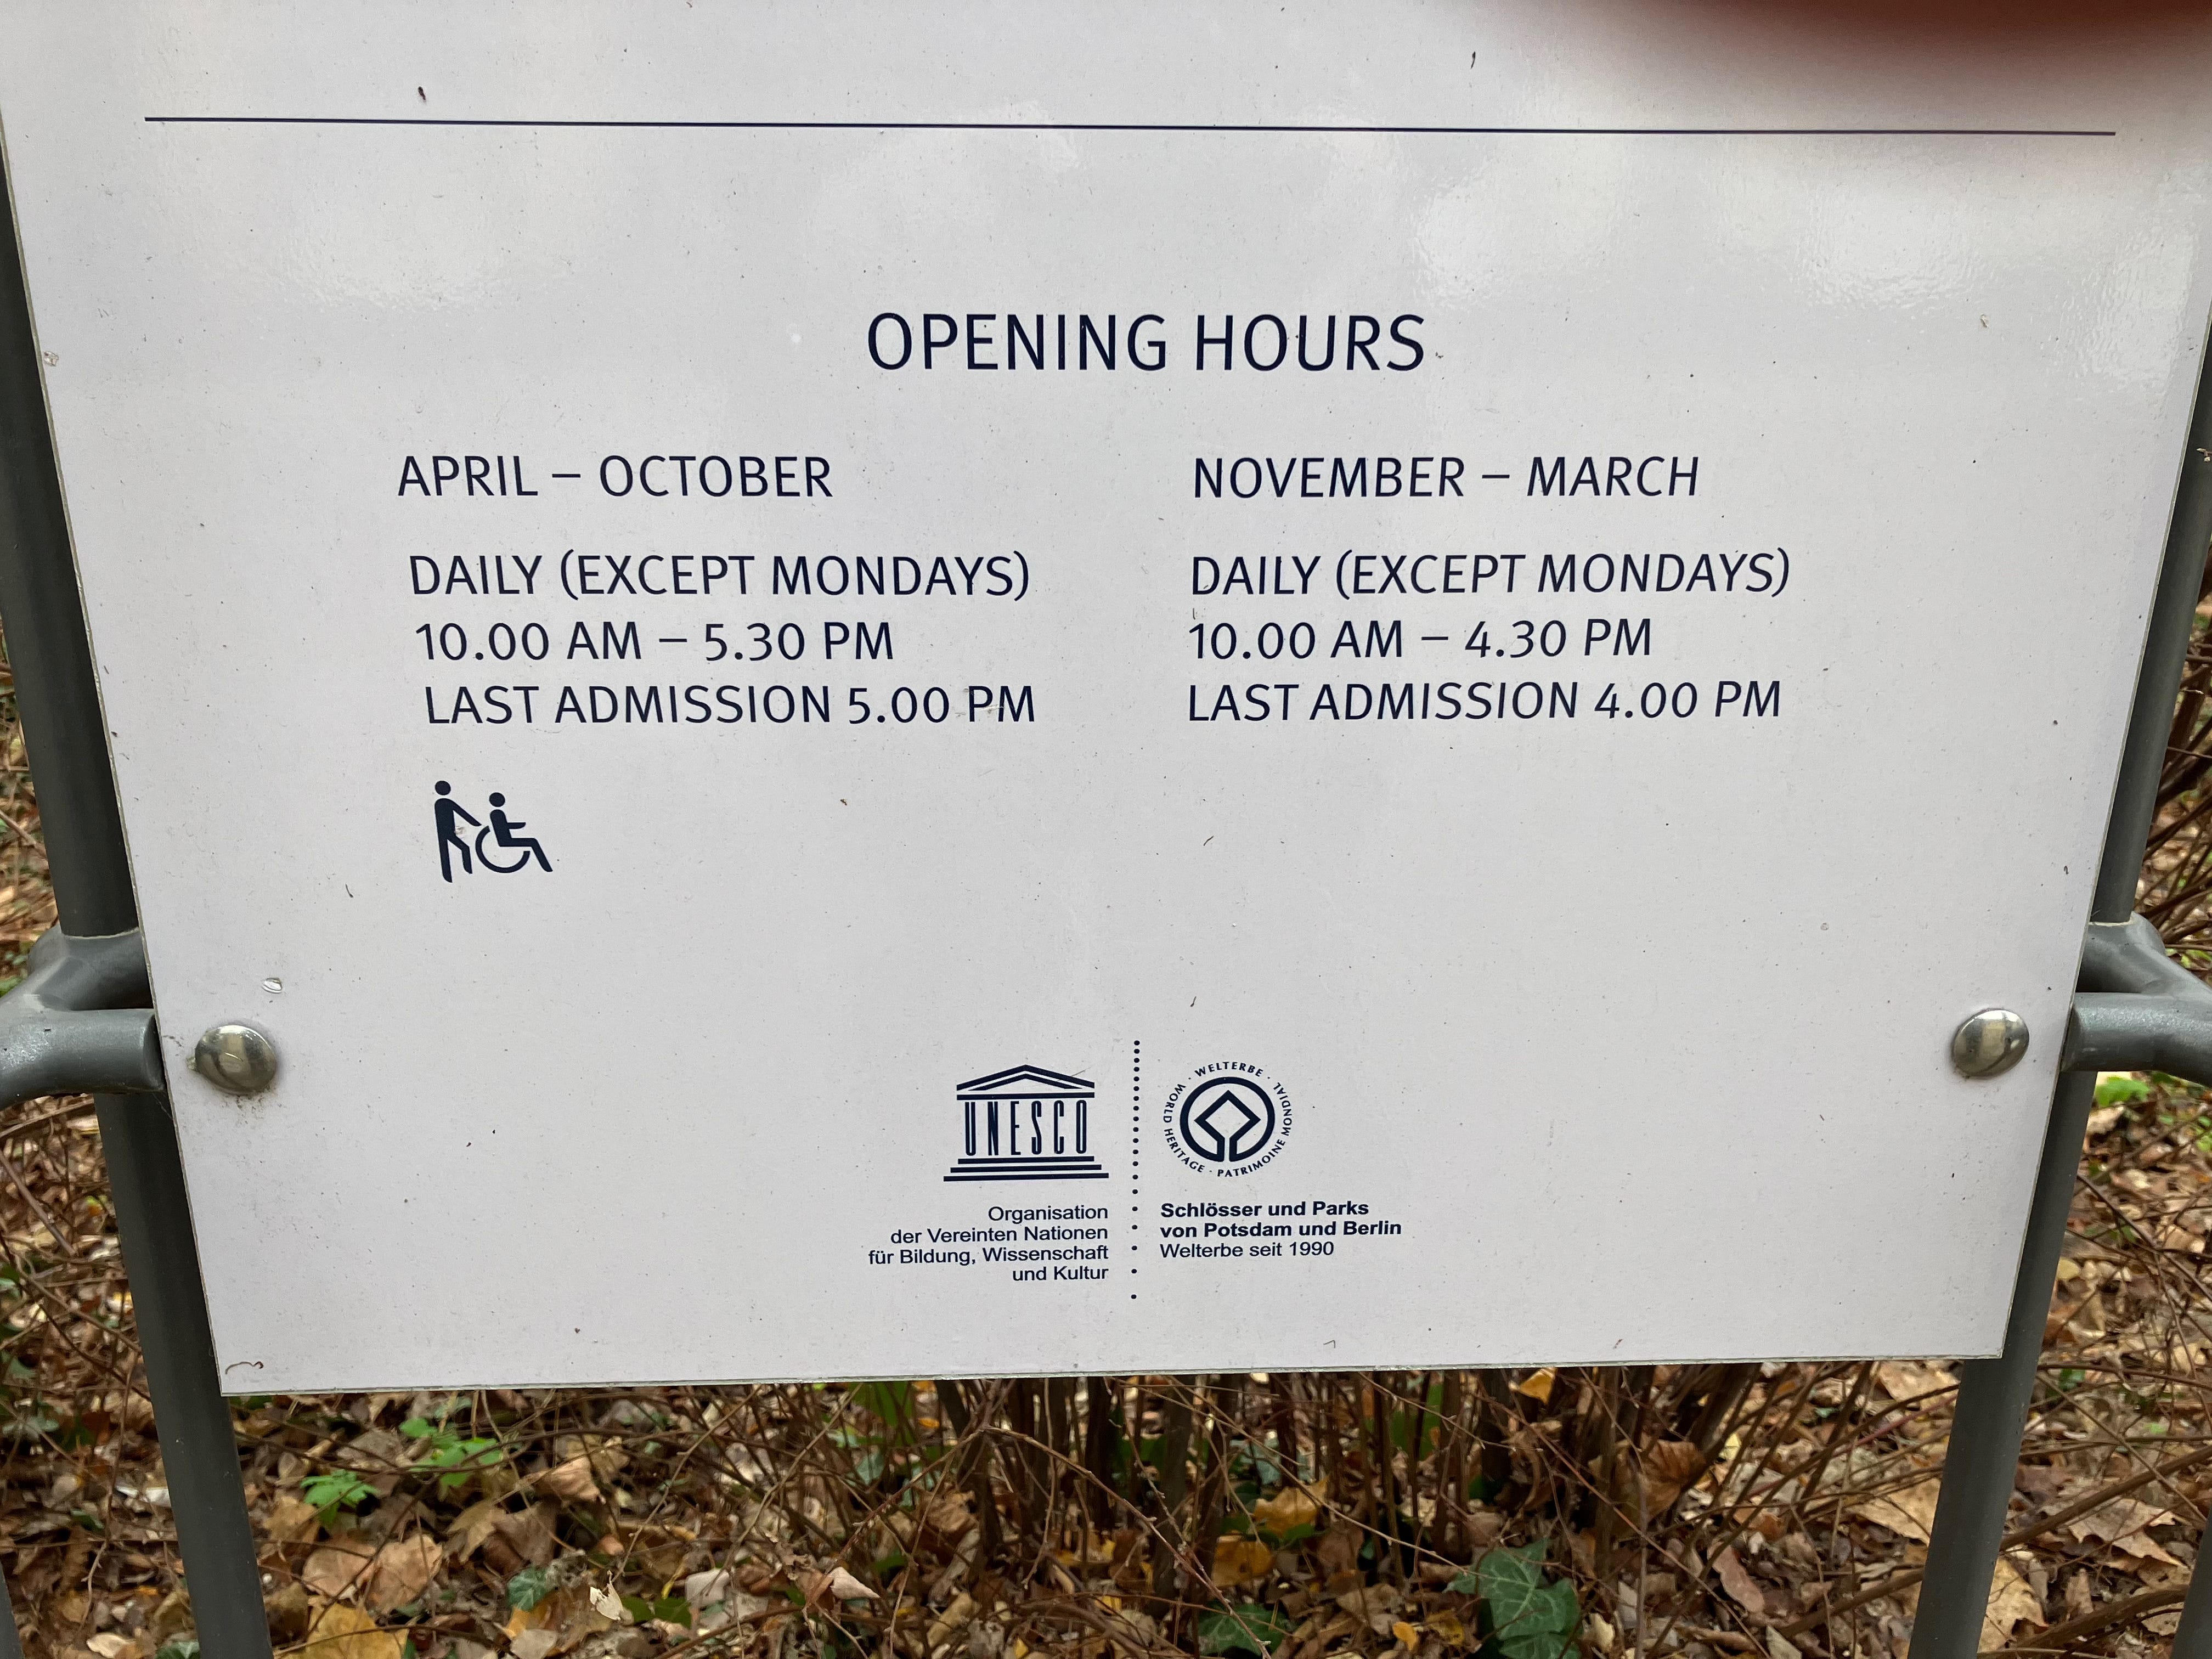 OPENING HOURS
APRIL – OCTOBER
DAILY (EXCEPT MONDAYS)
10.00 AM – 5.30 PM
LAST ADMISSION 5.00 PM
NOVEMBER – MARCH
DAILY (EXCEPT MONDAYS)
10.00 AM – 4.30 PM
LAST ADMISSION 4.00 PM
UNESCO
Organisation
der Vereinten Nationen
für Bildung, Wissenschaft
und Kultur
WORLD HERITAGE · WELTERBE · PATRIMOINE MONDIAL ·
Schlösser und Parks
von Potsdam und Berlin
Welterbe seit 1990